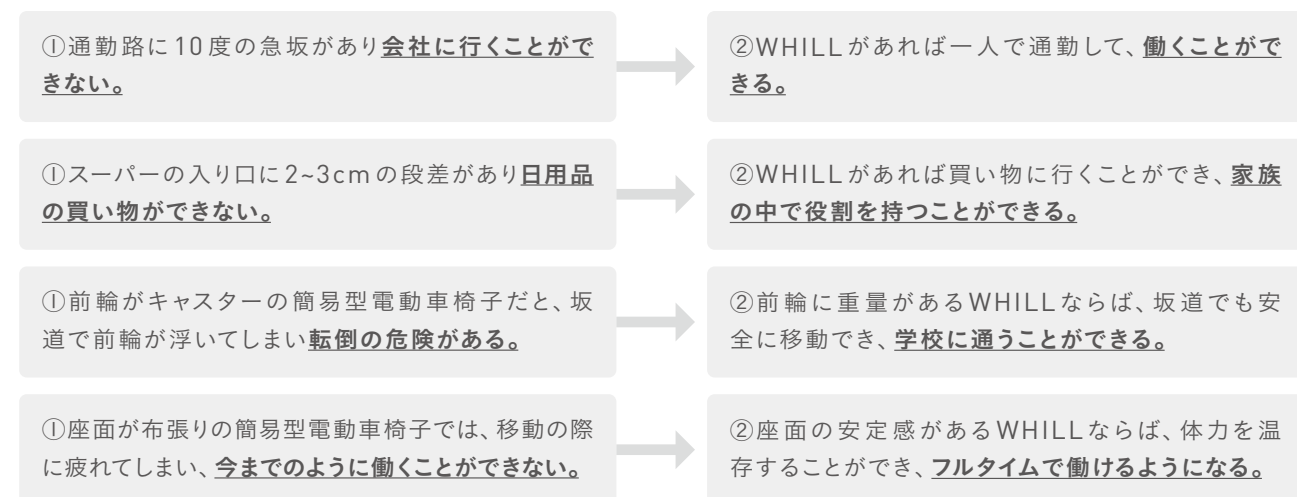 ①通勤路に10度の急坂があり会社に行くことがで
きない。
②WHILLがあれば一人で通勤して、働くことがで
きる。
①スーパーの入り口に2~3cmの段差があり日用品
の買い物ができない。
②WHILLがあれば買い物に行くことができ、家族
の中で役割を持つことができる。
①前輪がキャスターの簡易型電動車椅子だと、坂
道で前輪が浮いてしまい転倒の危険がある。
②前輪に重量があるWHILLならば、坂道でも安
全に移動でき、学校に通うことができる。
①座面が布張りの簡易型電動車椅子では、移動の際
に疲れてしまい、今までのように働くことができない。
②座面の安定感があるWHILLならば、体力を温
存することができ、フルタイムで働けるようになる。